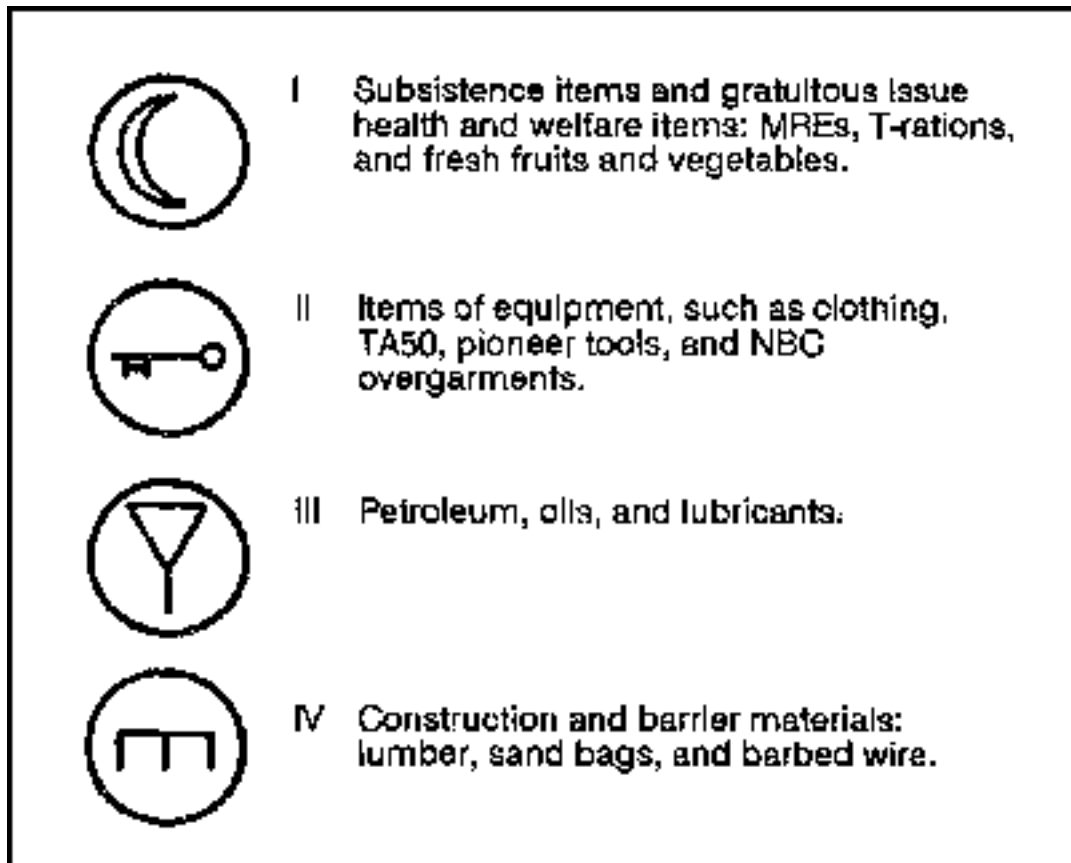 I Subsistence items and gratuitous issue
health and welfare items: MREs, T-rations,
and fresh fruits and vegetables.
II Items of equipment, such as clothing,
TA50, pioneer tools, and NBC
overgarments.
III Petroleum, oils, and lubricants.
IV Construction and barrier materials:
lumber, sand bags, and barbed wire.